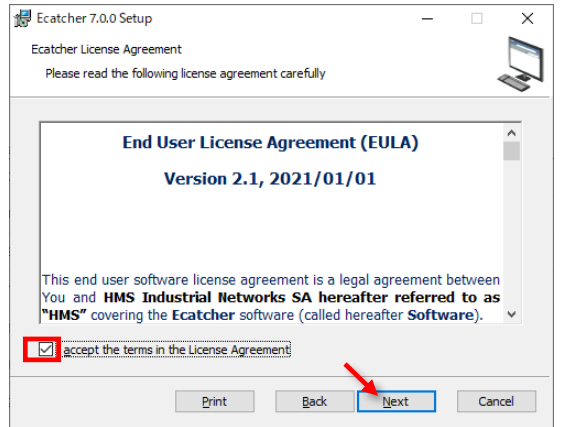 Ecatcher 7.0.0 Setup
Ecatcher License Agreement
Please read the following license agreement carefully
End User License Agreement (EULA)
Version 2.1, 2021/01/01
This end user software license agreement is a legal agreement between
You and HMS Industrial Networks SA hereafter referred to as
"HMS" covering the Ecatcher software (called hereafter Software).
accept the terms in the License Agreement
Print Back Next Cancel